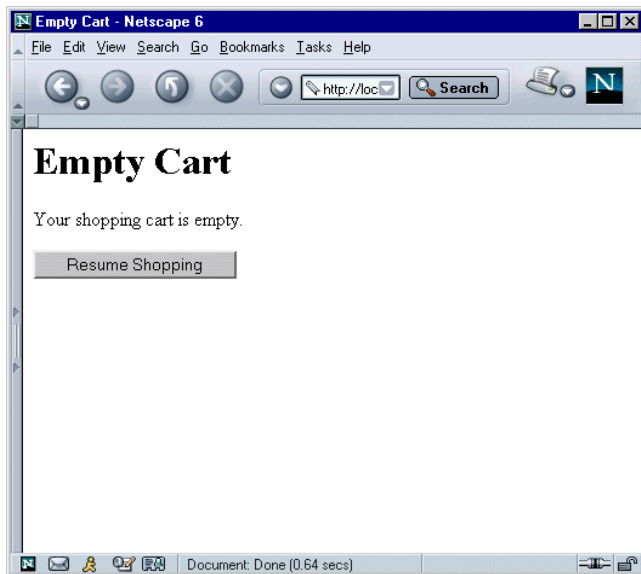 Empty Cart - Netscape 6
File Edit View Search Go Bookmarks Tasks Help
http://loc Search N
Empty Cart
Your shopping cart is empty.
Resume Shopping
Document: Done (0.64 secs)